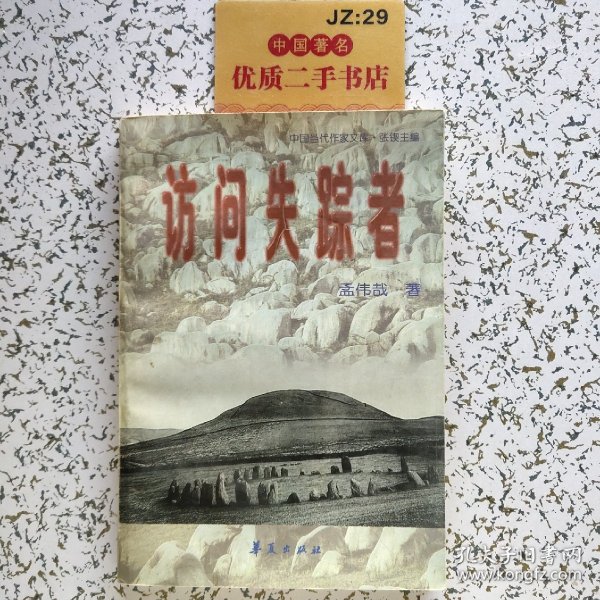 JZ:29
中国著名
优质二手书店
中国当代作家文库·张锲主编
访问失踪者
孟伟哉 著
华夏出版社
孔夫子旧书网
www.kongfz.com